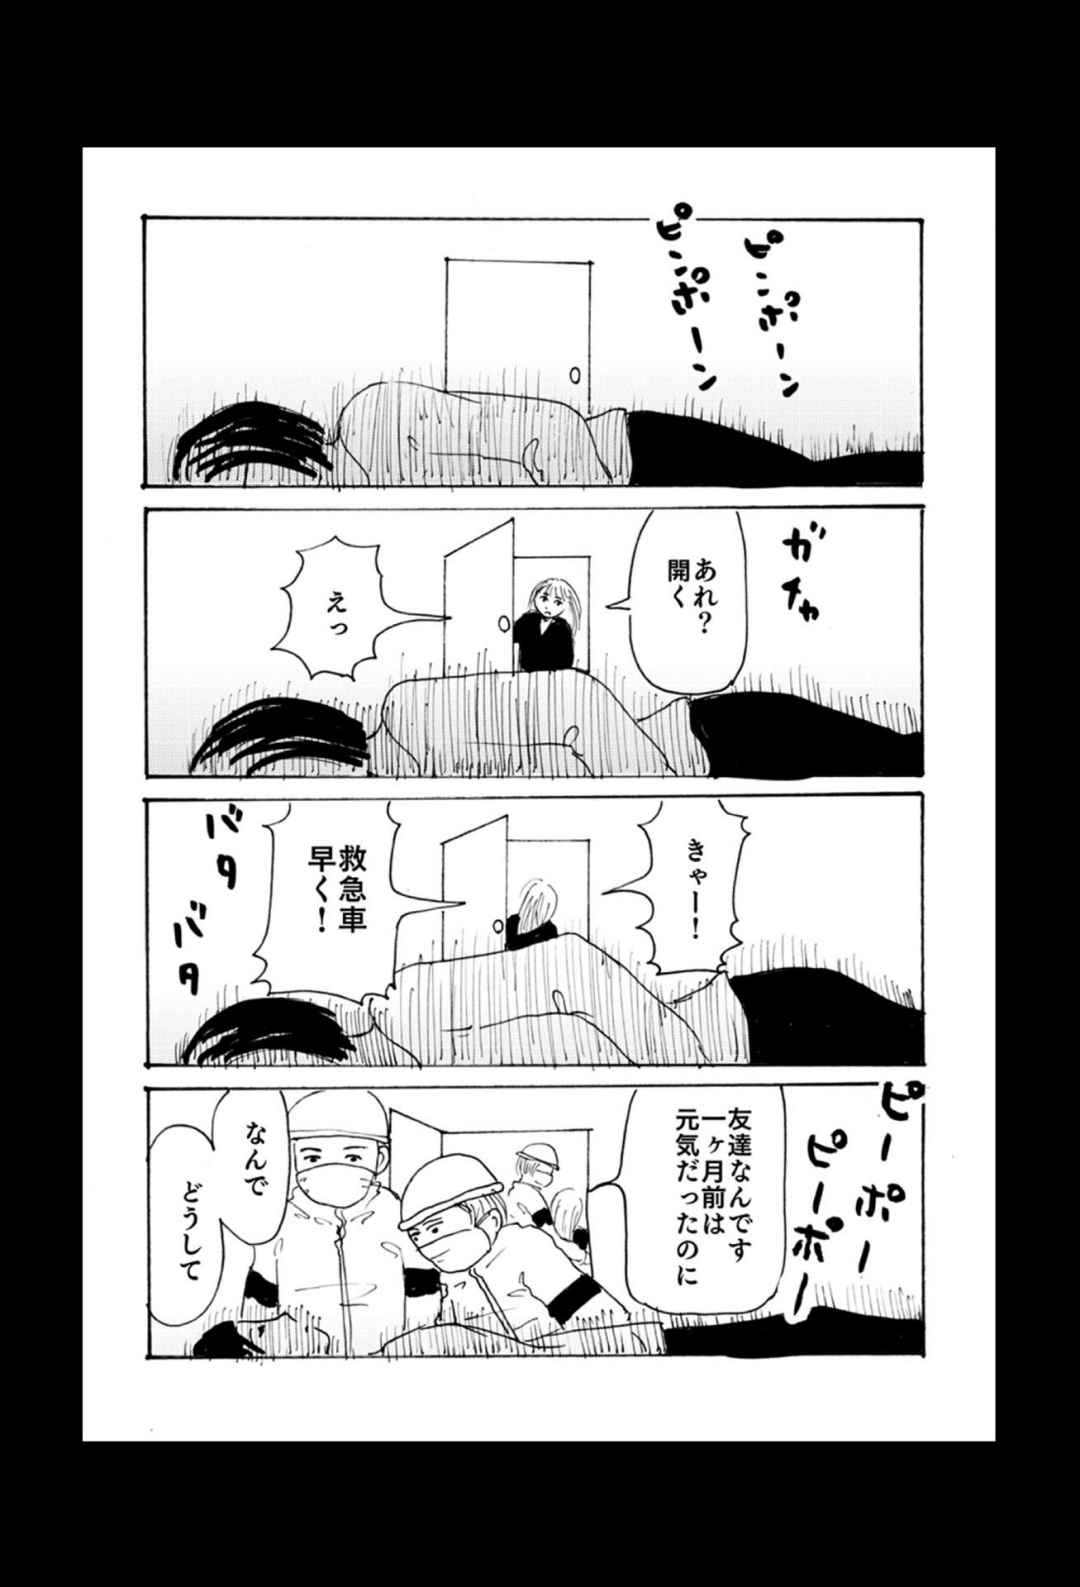 ピンポーン
ピンポーン
ガチャ
あれ？
開く
えっ
きゃー！
救急車
早く！
バタ
バタ
ピーポー
ピーポー
友達なんです
一ヶ月前は
元気だったのに
なんで
どうして